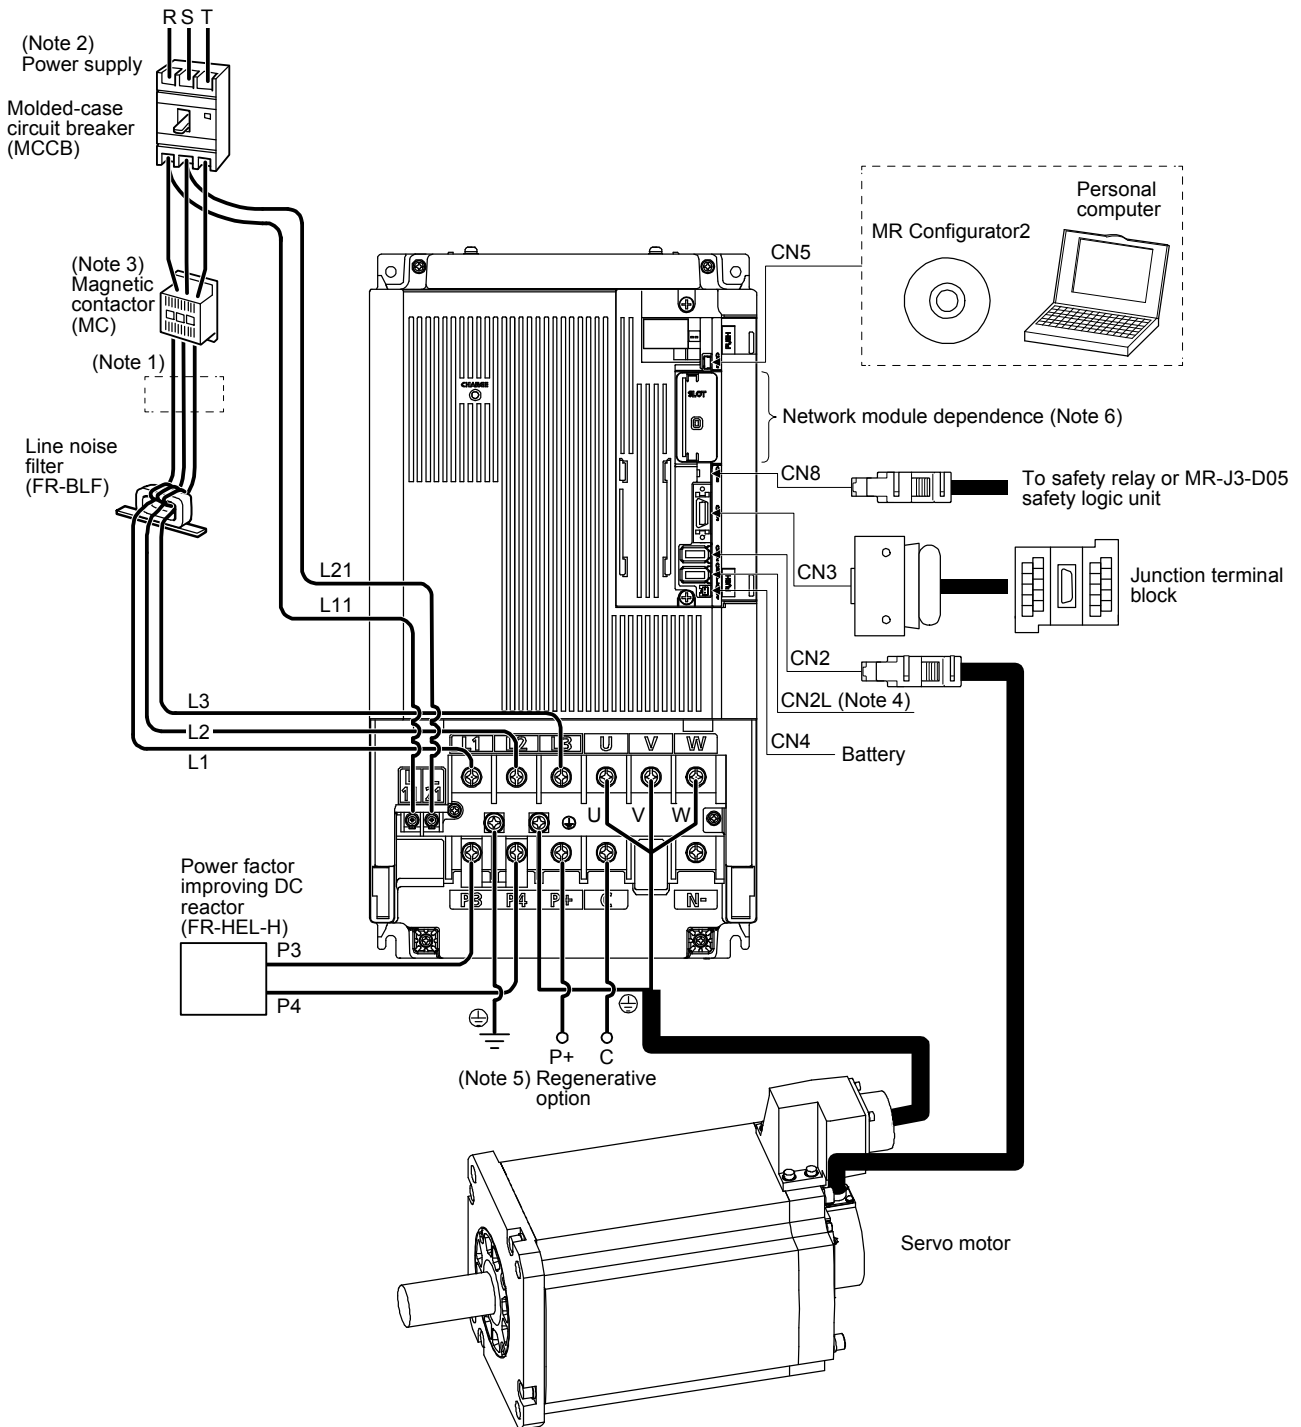 R S T
(Note 2)
Power supply
Molded-case
circuit breaker
(MCCB)
(Note 3)
Magnetic
contactor
(MC)
(Note 1)
Line noise
filter
(FR-BLF)
L21
L11
L3
L2
L1
CN5
MR Configurator2
Personal
computer
CHARGE
SLOT
PUSH
Network module dependence (Note 6)
CN8
To safety relay or MR-J3-D05
safety logic unit
CN3
Junction terminal
block
PUSH
CN2
CN2L (Note 4)
CN4
Battery
L1 L2 L3 U V W
U V W
P3 P4 P+ C N-
Power factor
improving DC
reactor
(FR-HEL-H)
P3
P4
P+ C
(Note 5) Regenerative
option
Servo motor